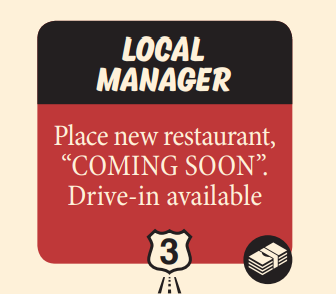 LOCAL
MANAGER
Place new restaurant,
“COMING SOON”.
Drive-in available
3